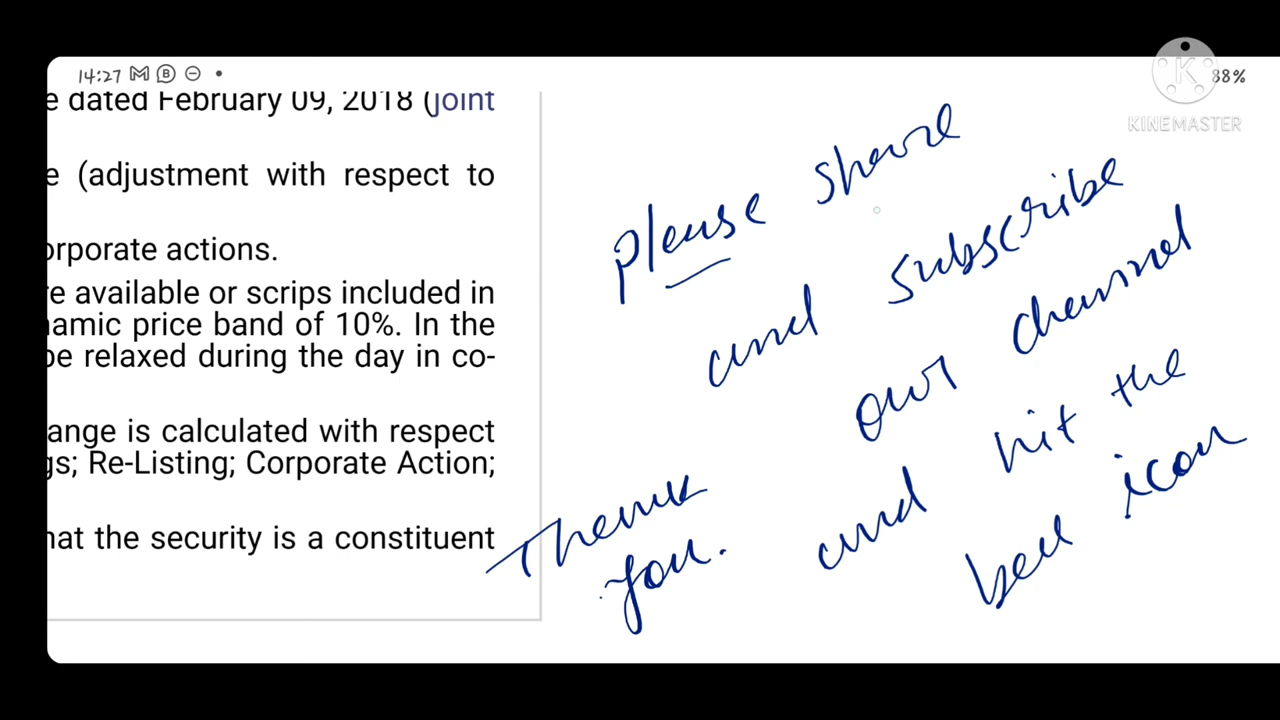 14:27
88%
KINEMASTER
e dated February 09, 2018 (joint
e (adjustment with respect to
orporate actions.
re available or scrips included in
namic price band of 10%. In the
be relaxed during the day in co-
ange is calculated with respect
gs; Re-Listing; Corporate Action;
hat the security is a constituent
please share
and subscribe
our channel
and hit the
bell icon
Thank
you.